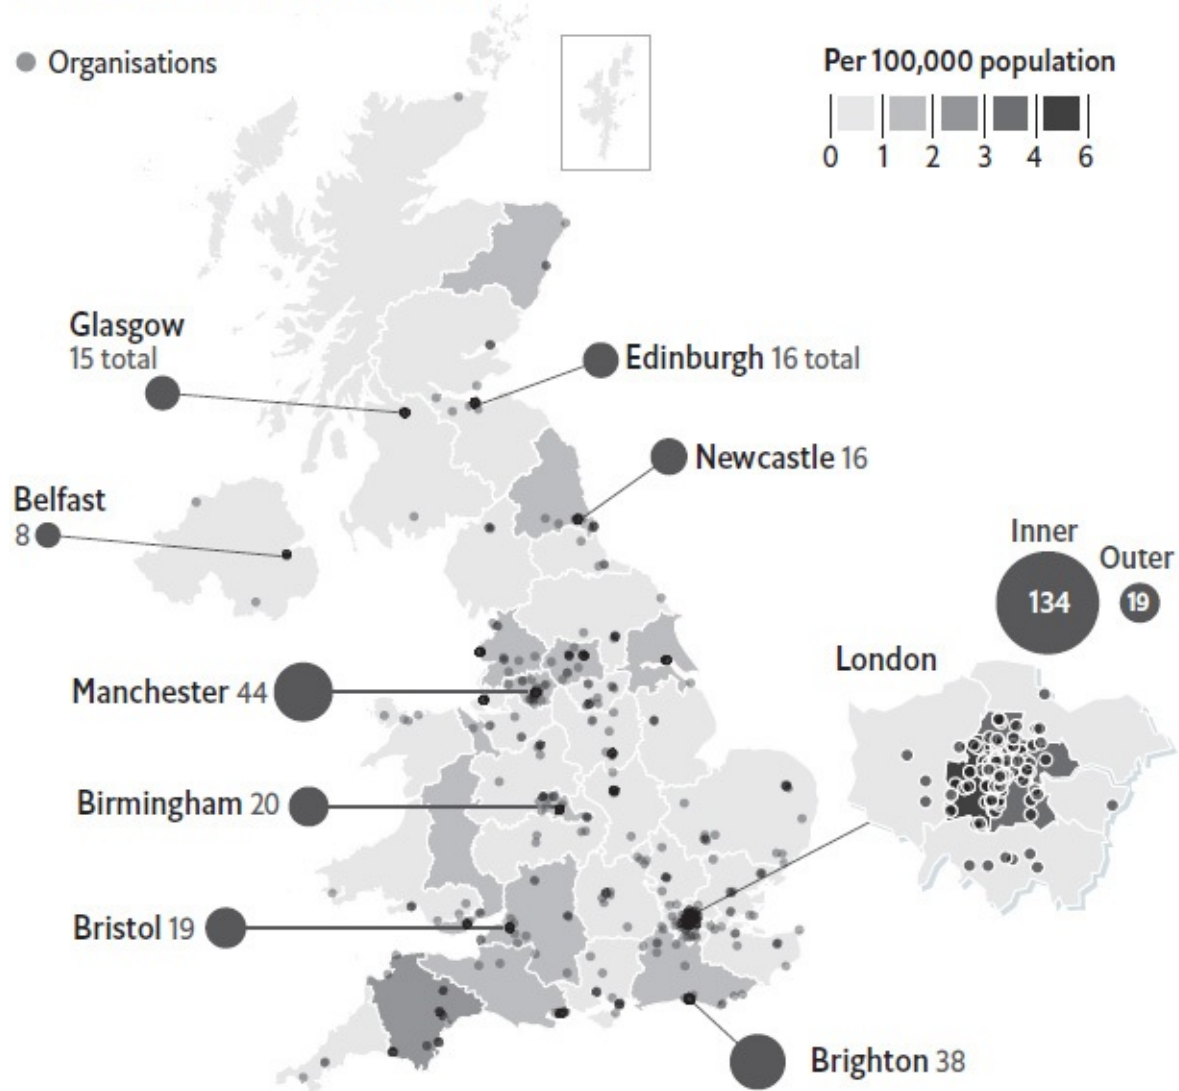 Organisations
Per 100,000 population
0 1 2 3 4 6
Glasgow
15 total
Edinburgh 16 total
Newcastle 16
Belfast
8
Inner
Outer
134
19
London
Manchester 44
Birmingham 20
Bristol 19
Brighton 38